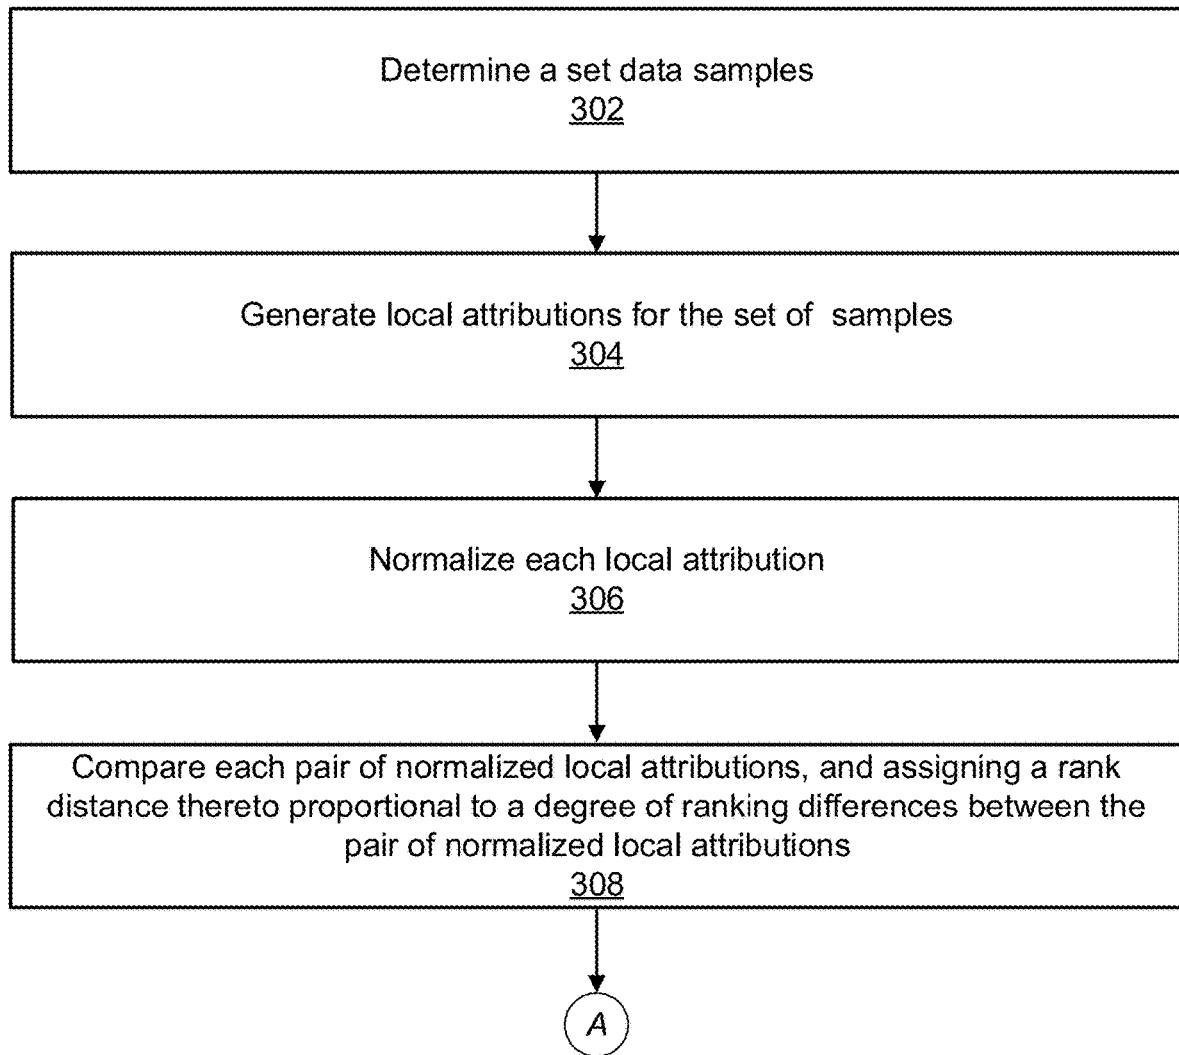 Determine a set data samples
302
Generate local attributions for the set of samples
304
Normalize each local attribution
306
Compare each pair of normalized local attributions, and assigning a rank
distance thereto proportional to a degree of ranking differences between the
pair of normalized local attributions
308
A